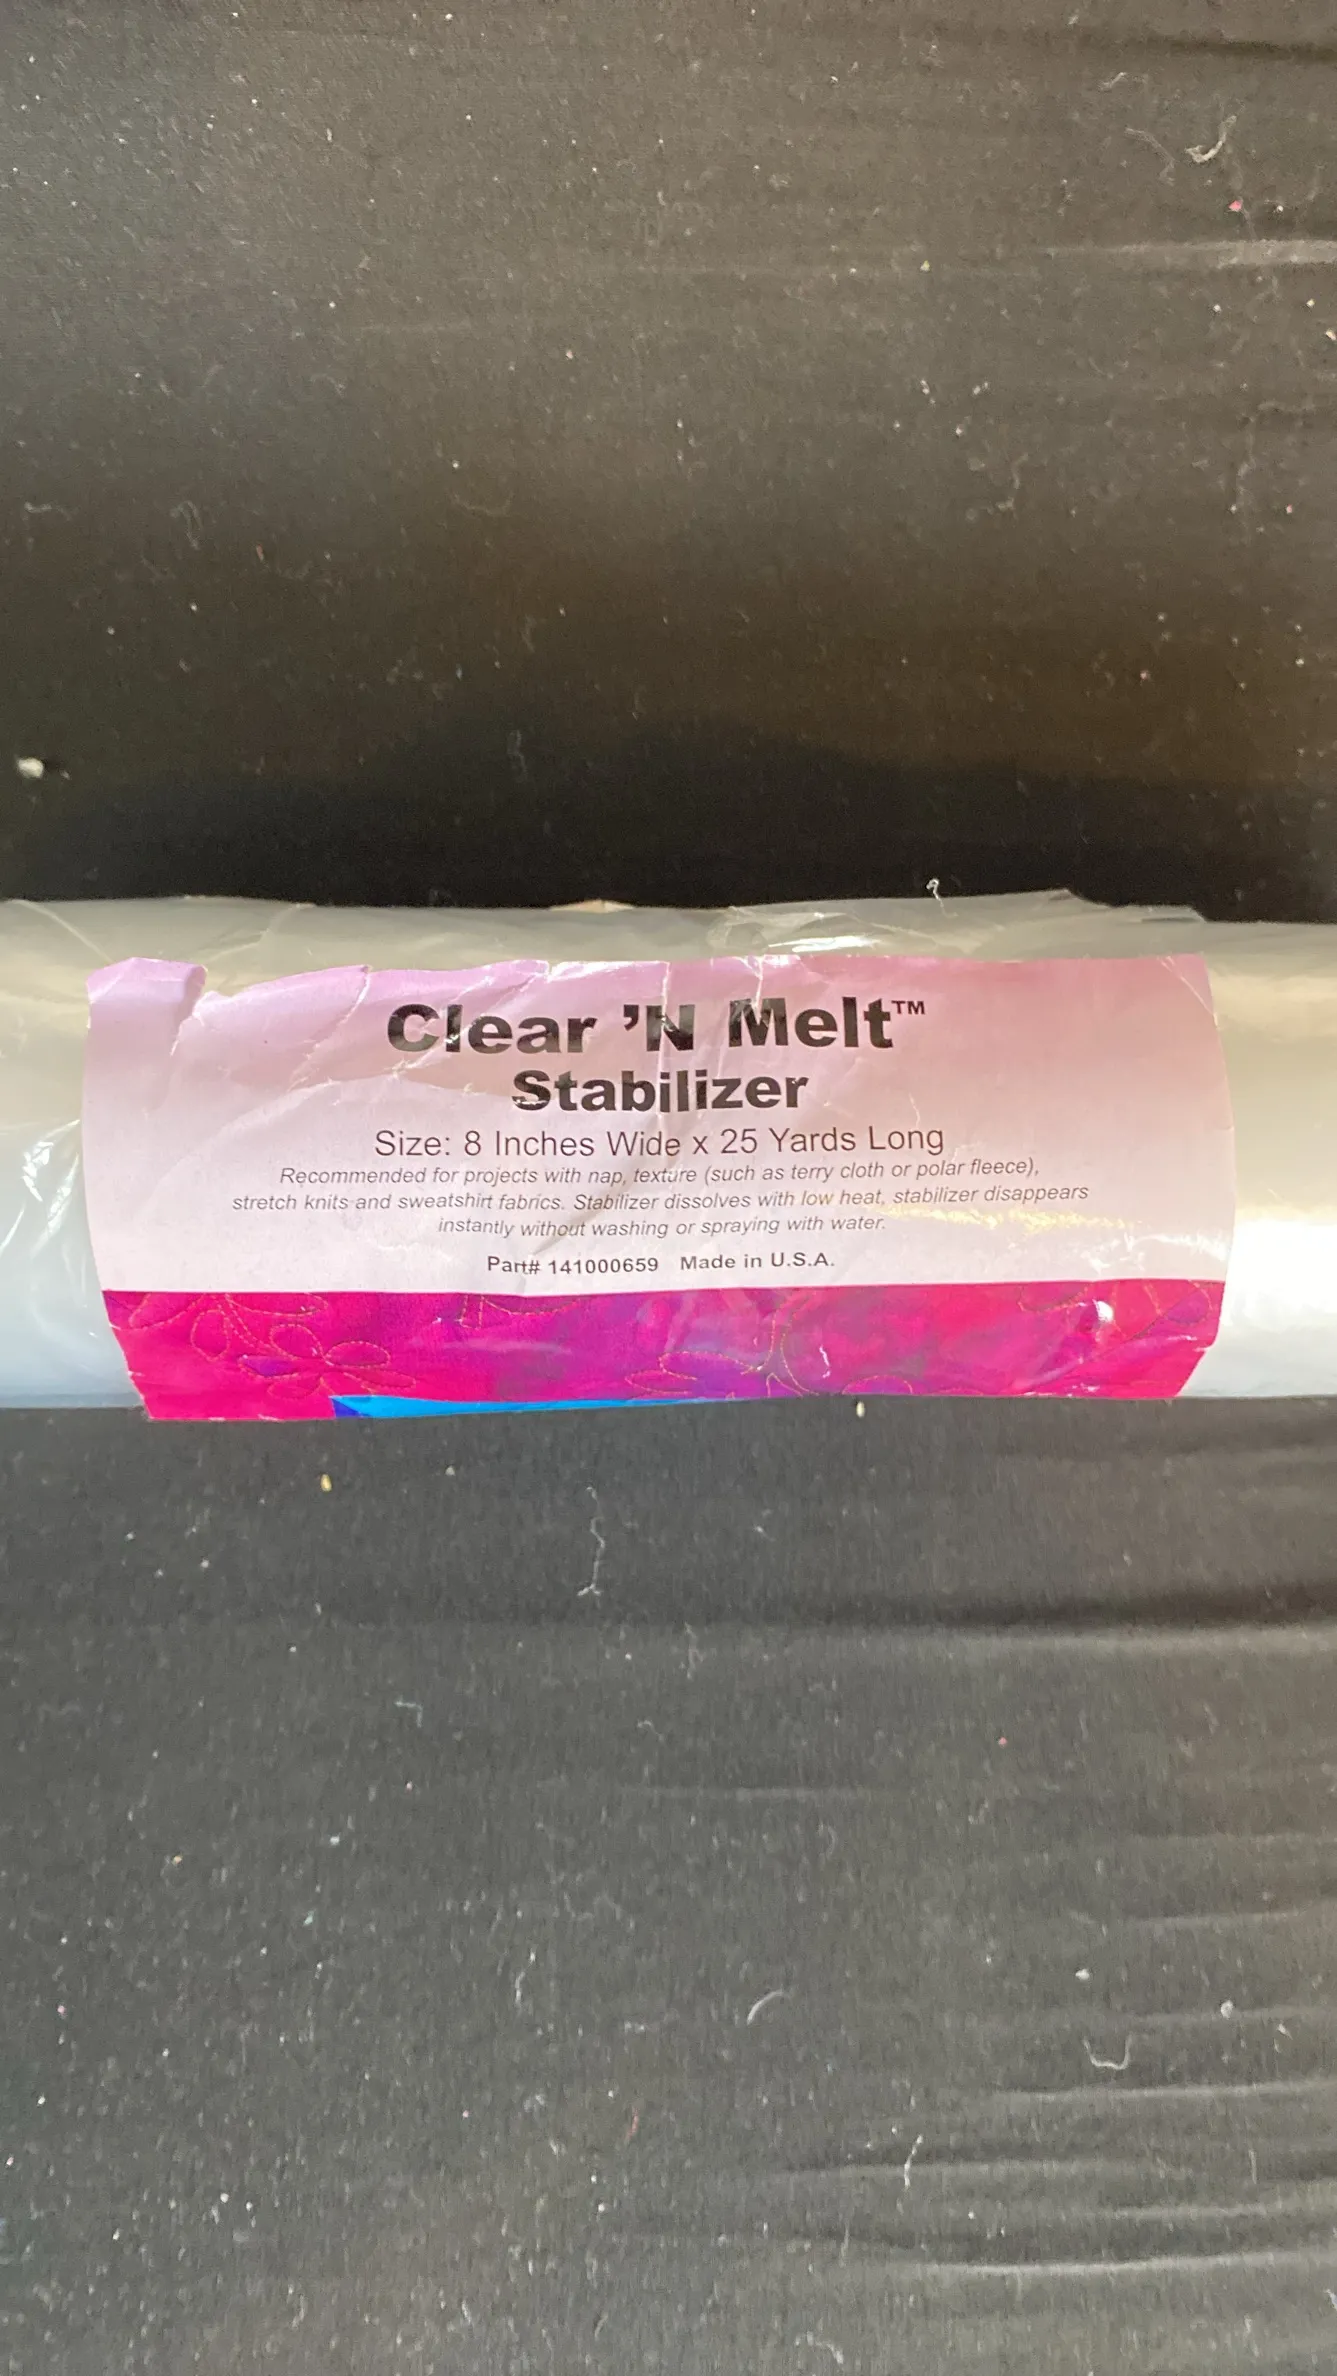 Clear 'N Melt™
Stabilizer
Size: 8 Inches Wide x 25 Yards Long
Recommended for projects with nap, texture (such as terry cloth or polar fleece),
stretch knits and sweatshirt fabrics. Stabilizer dissolves with low heat, stabilizer disappears
instantly without washing or spraying with water.
Part# 141000659 Made in U.S.A.